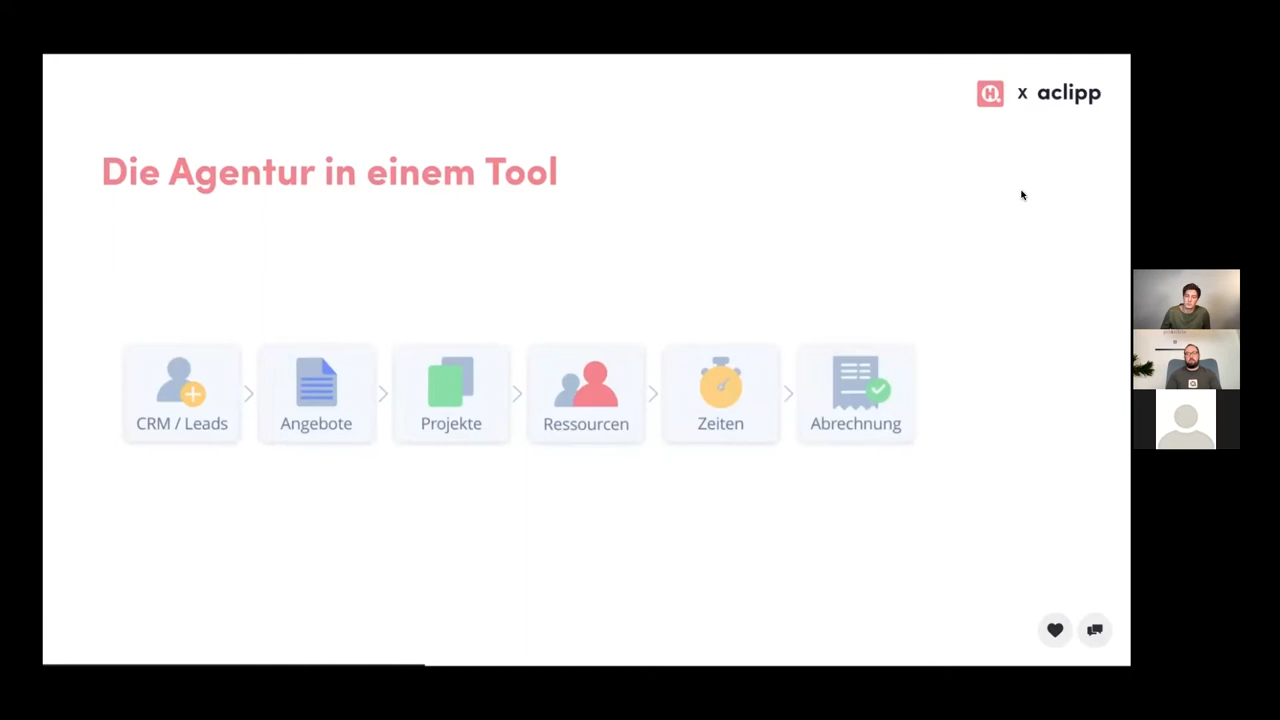 H. x aclipp
Die Agentur in einem Tool
CRM / Leads
Angebote
Projekte
Ressourcen
Zeiten
Abrechnung